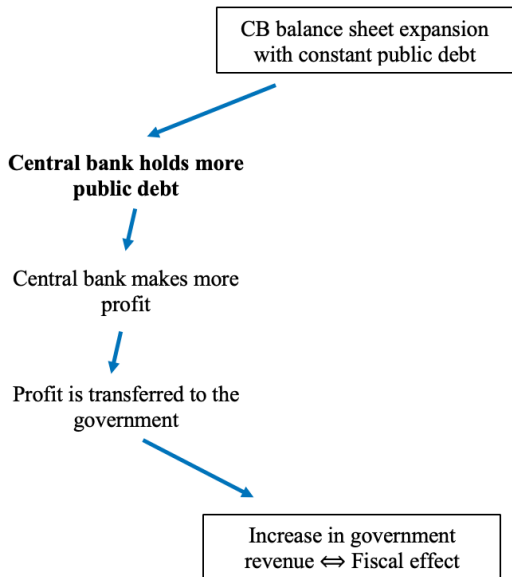 CB balance sheet expansion
with constant public debt
Central bank holds more
public debt
Central bank makes more
profit
Profit is transferred to the
government
Increase in government
revenue ⇔ Fiscal effect